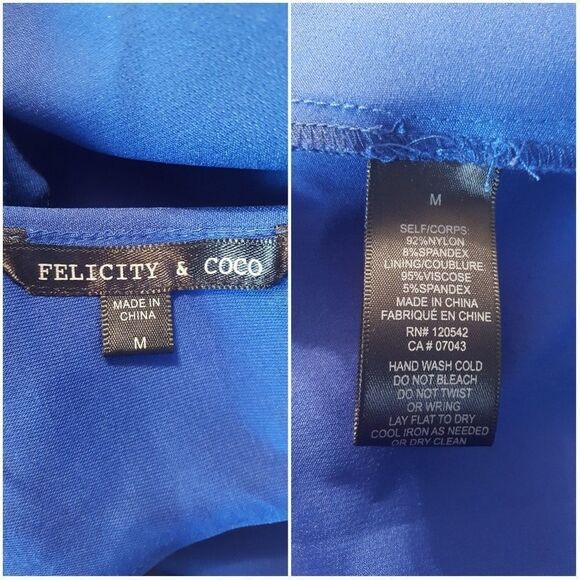 FELICITY & COCO
MADE IN
CHINA
M
M
SELF/CORPS:
92%NYLON
8%SPANDEX
LINING/COUBLURE:
95%VISCOSE
5%SPANDEX
MADE IN CHINA
FABRIQUÉ EN CHINE
RN# 120542
CA # 07043
HAND WASH COLD
DO NOT BLEACH
DO NOT TWIST
OR WRING
LAY FLAT TO DRY
COOL IRON AS NEEDED
OR DRY CLEAN